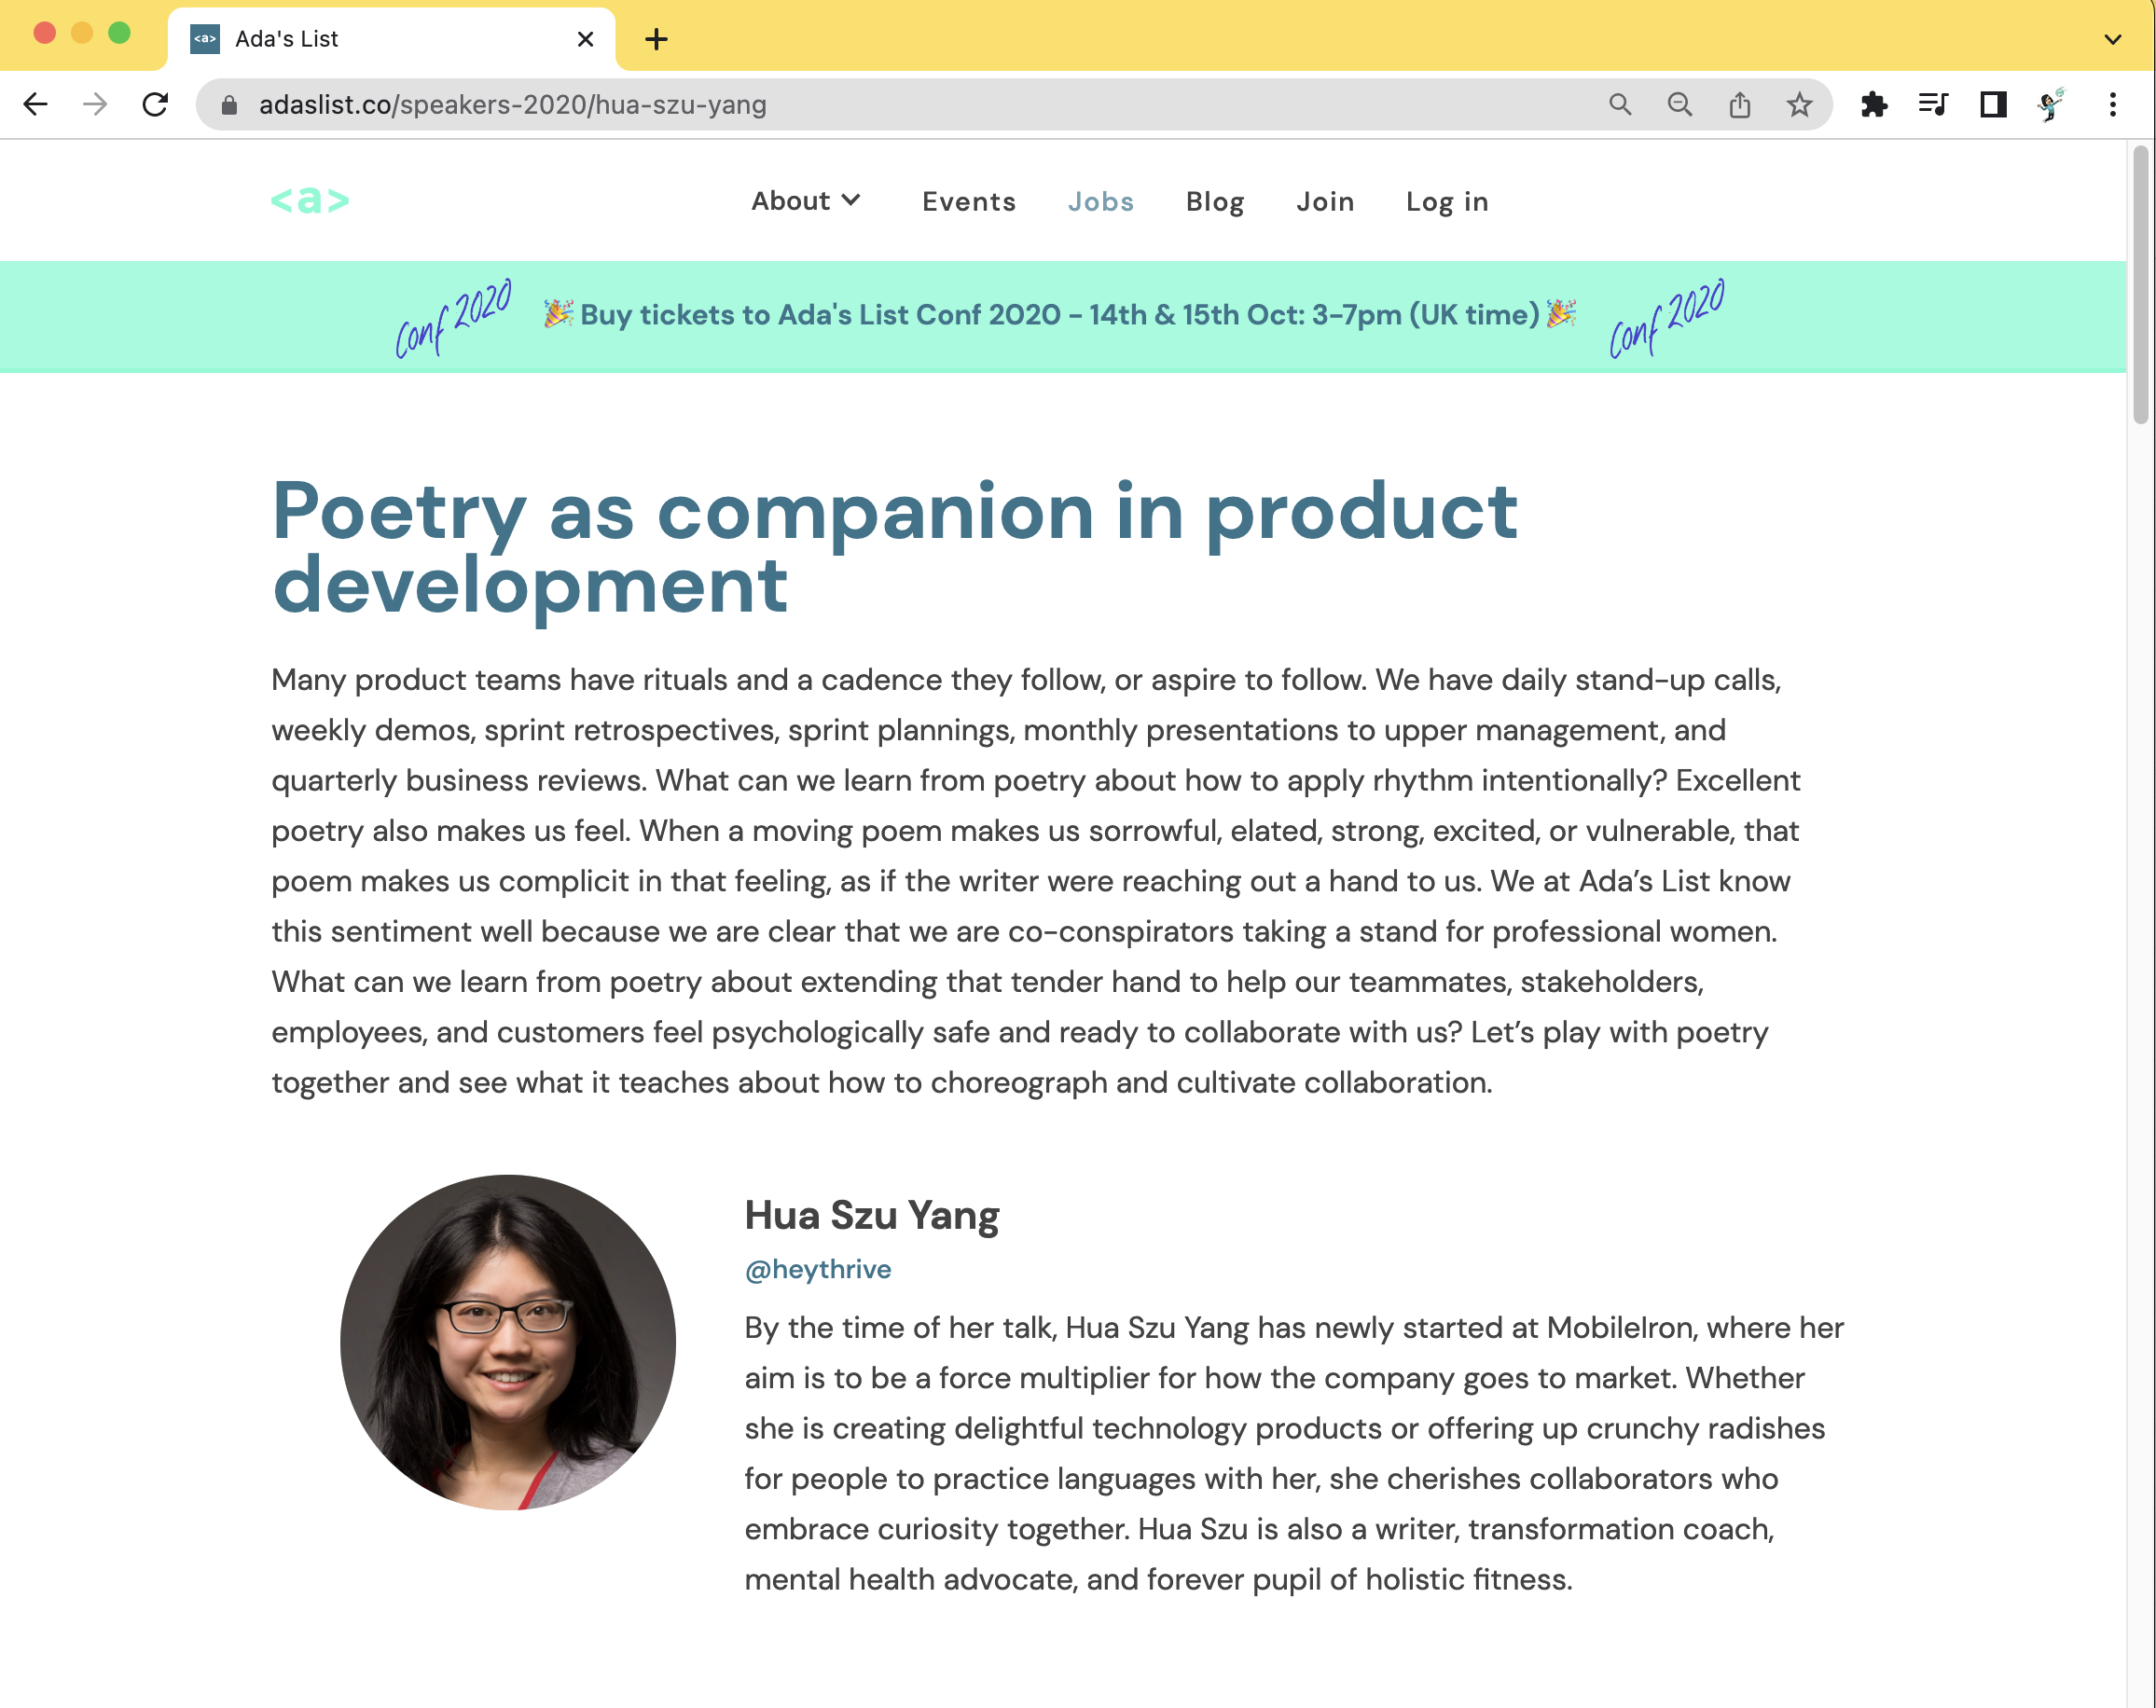 <a> Ada's List
adaslist.co/speakers-2020/hua-szu-yang
<a> About Events Jobs Blog Join Log in
Conf 2020 Buy tickets to Ada's List Conf 2020 - 14th & 15th Oct: 3-7pm (UK time) Conf 2020
Poetry as companion in product
development
Many product teams have rituals and a cadence they follow, or aspire to follow. We have daily stand-up calls,
weekly demos, sprint retrospectives, sprint plannings, monthly presentations to upper management, and
quarterly business reviews. What can we learn from poetry about how to apply rhythm intentionally? Excellent
poetry also makes us feel. When a moving poem makes us sorrowful, elated, strong, excited, or vulnerable, that
poem makes us complicit in that feeling, as if the writer were reaching out a hand to us. We at Ada’s List know
this sentiment well because we are clear that we are co-conspirators taking a stand for professional women.
What can we learn from poetry about extending that tender hand to help our teammates, stakeholders,
employees, and customers feel psychologically safe and ready to collaborate with us? Let’s play with poetry
together and see what it teaches about how to choreograph and cultivate collaboration.
Hua Szu Yang
@heythrive
By the time of her talk, Hua Szu Yang has newly started at MobileIron, where her
aim is to be a force multiplier for how the company goes to market. Whether
she is creating delightful technology products or offering up crunchy radishes
for people to practice languages with her, she cherishes collaborators who
embrace curiosity together. Hua Szu is also a writer, transformation coach,
mental health advocate, and forever pupil of holistic fitness.